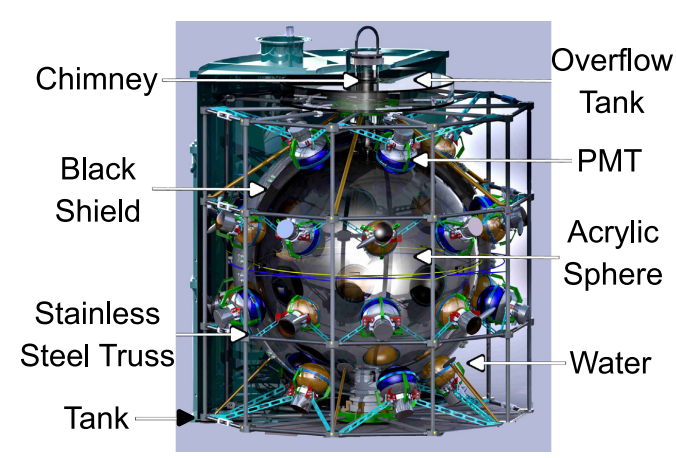 Chimney
Overflow
Tank
PMT
Black
Shield
Acrylic
Sphere
Stainless
Steel Truss
Water
Tank